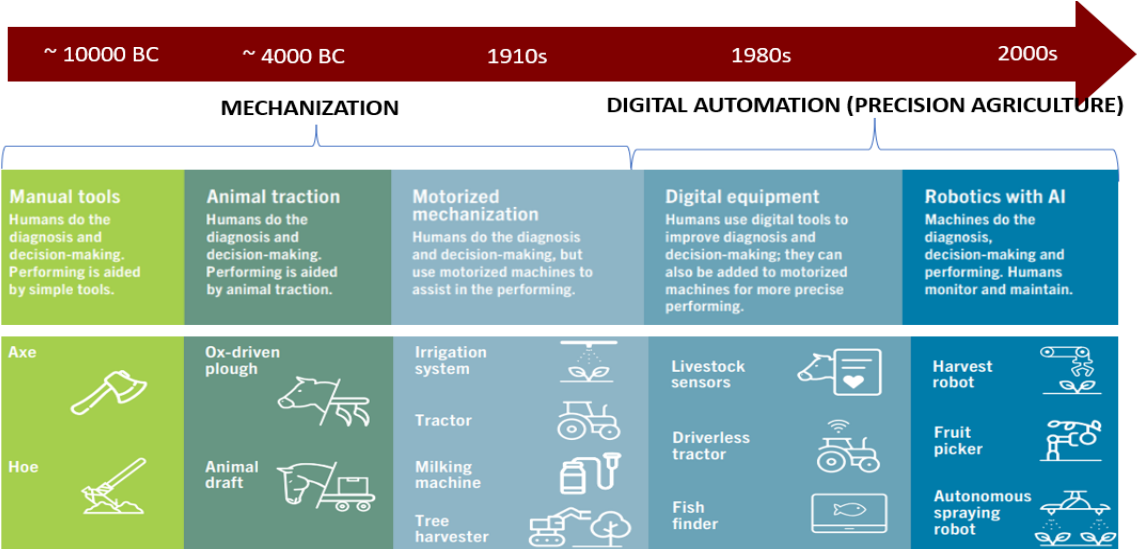 ~ 10000 BC
~ 4000 BC
1910s
1980s
2000s
MECHANIZATION
DIGITAL AUTOMATION (PRECISION AGRICULTURE)
Manual tools
Humans do the
diagnosis and
decision-making.
Performing is aided
by simple tools.
Animal traction
Humans do the
diagnosis and
decision-making.
Performing is aided
by animal traction.
Motorized
mechanization
Humans do the diagnosis
and decision-making, but
use motorized machines to
assist in the performing.
Digital equipment
Humans use digital tools to
improve diagnosis and
decision-making; they can
also be added to motorized
machines for more precise
performing.
Robotics with AI
Machines do the
diagnosis,
decision-making and
performing. Humans
monitor and maintain.
Axe
Hoe
Ox-driven
plough
Animal
draft
Irrigation
system
Tractor
Milking
machine
Tree
harvester
Livestock
sensors
Driverless
tractor
Fish
finder
Harvest
robot
Fruit
picker
Autonomous
spraying
robot